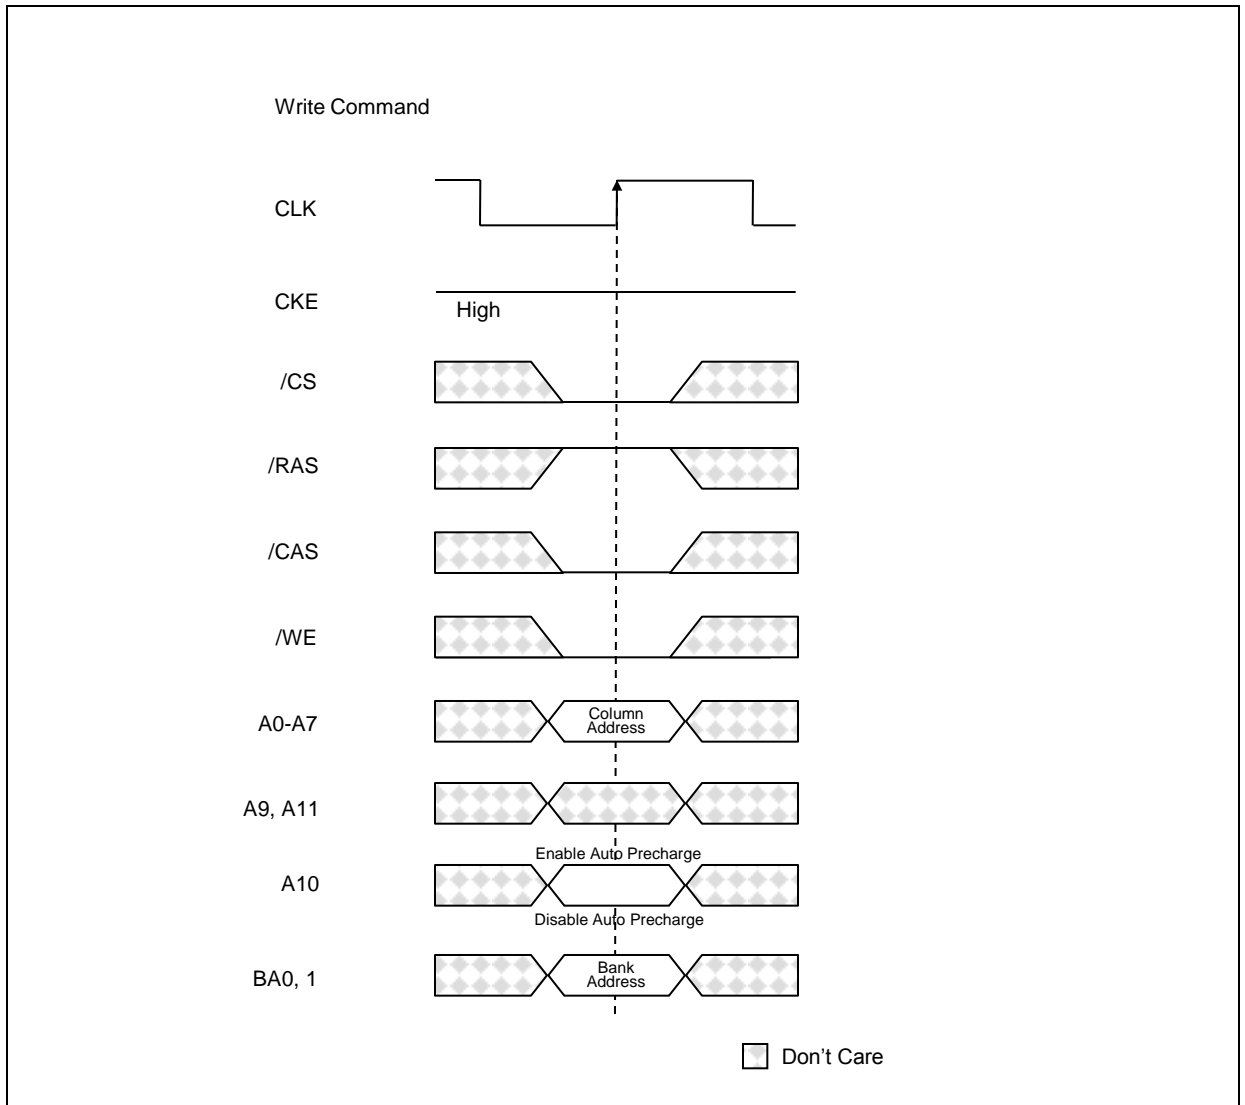 Write Command
CLK
CKE
High
/CS
/RAS
/CAS
/WE
A0-A7
Column
Address
A9, A11
Enable Auto Precharge
A10
Disable Auto Precharge
BA0, 1
Bank
Address
Don't Care